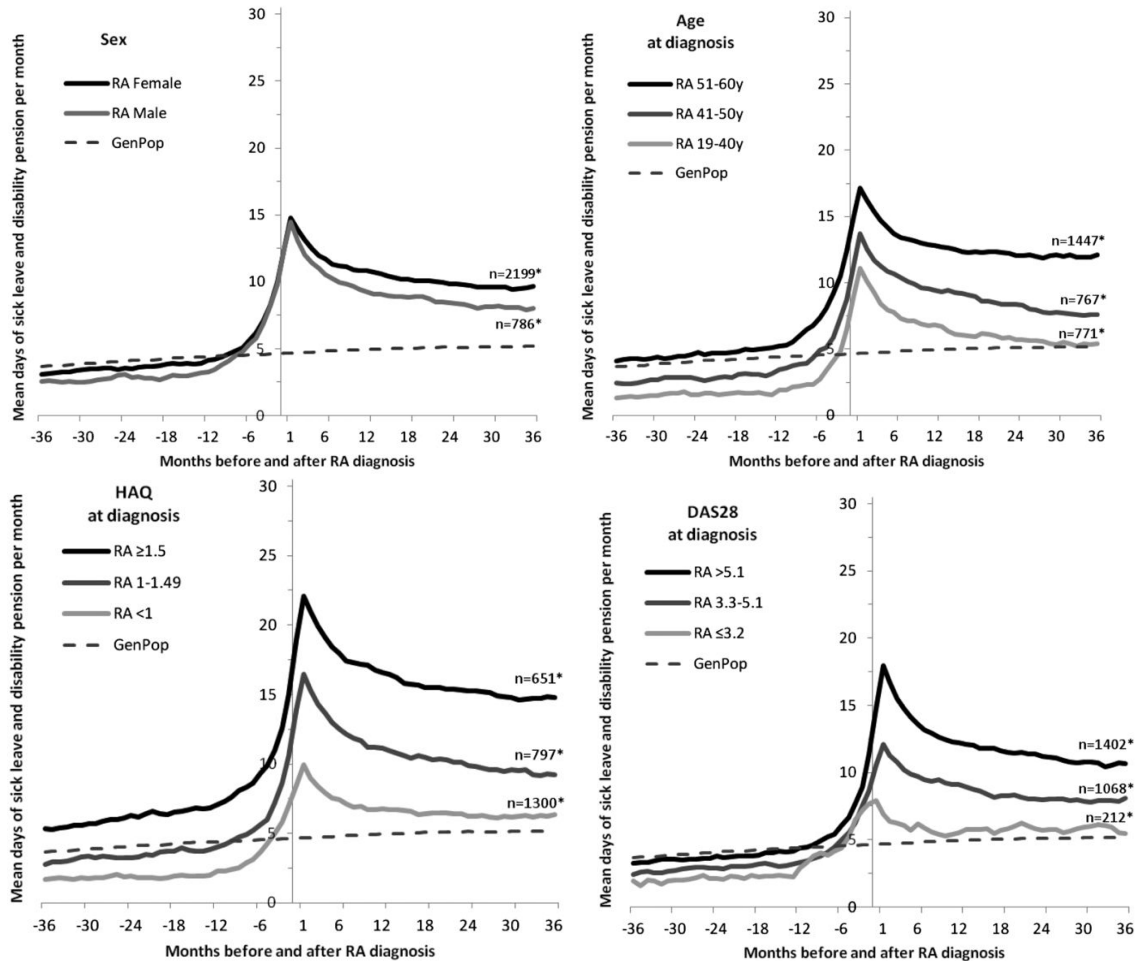 Mean days of sick leave and disability pension per month
Sex
RA Female
RA Male
GenPop
30
25
20
15
10
5
0
n=2199*
n=786*
-36 -30 -24 -18 -12 -6 1 6 12 18 24 30 36
Months before and after RA diagnosis
Mean days of sick leave and disability pension per month
Age
at diagnosis
RA 51-60y
RA 41-50y
RA 19-40y
GenPop
30
25
20
15
10
5
0
n=1447*
n=767*
n=771*
-36 -30 -24 -18 -12 -6 1 6 12 18 24 30 36
Months before and after RA diagnosis
Mean days of sick leave and disability pension per month
HAQ
at diagnosis
RA ≥1.5
RA 1-1.49
RA <1
GenPop
30
25
20
15
10
5
0
n=651*
n=797*
n=1300*
-36 -30 -24 -18 -12 -6 1 6 12 18 24 30 36
Months before and after RA diagnosis
Mean days of sick leave and disability pension per month
DAS28
at diagnosis
RA >5.1
RA 3.3-5.1
RA ≤3.2
GenPop
30
25
20
15
10
5
0
n=1402*
n=1068*
n=212*
-36 -30 -24 -18 -12 -6 1 6 12 18 24 30 36
Months before and after RA diagnosis